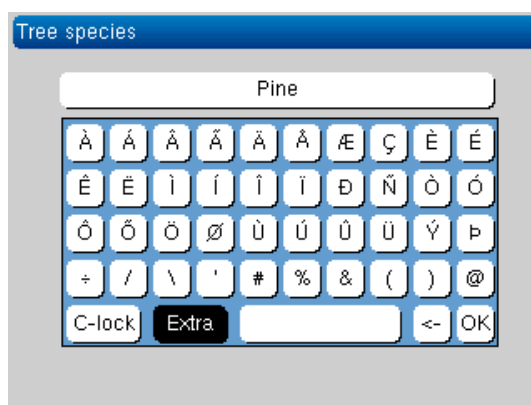 Tree species
Pine
À Á Â Ã Ä Å Æ Ç È É
Ê Ë Ì Í Î Ï Ð Ñ Ò Ó
Ô Õ Ö Ø Ù Ú Û Ü Ý Þ
÷ / \ ' # % & ( ) @
C-lock Extra <- OK